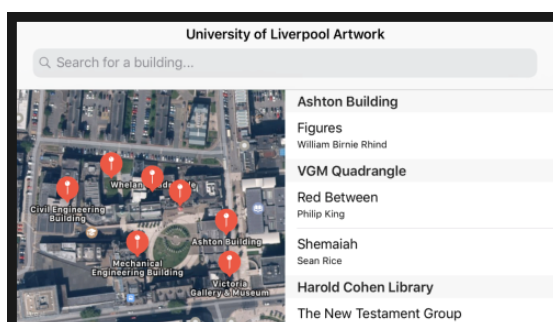 University of Liverpool Artwork
Search for a building...
Ashton Building
Figures
William Birnie Rhind
VGM Quadrangle
Red Between
Philip King
Shemaiah
Sean Rice
Harold Cohen Library
The New Testament Group
Civil Engineering
Building
Ashton Building
Mechanical
Engineering Building
Victoria
Gallery & Museum